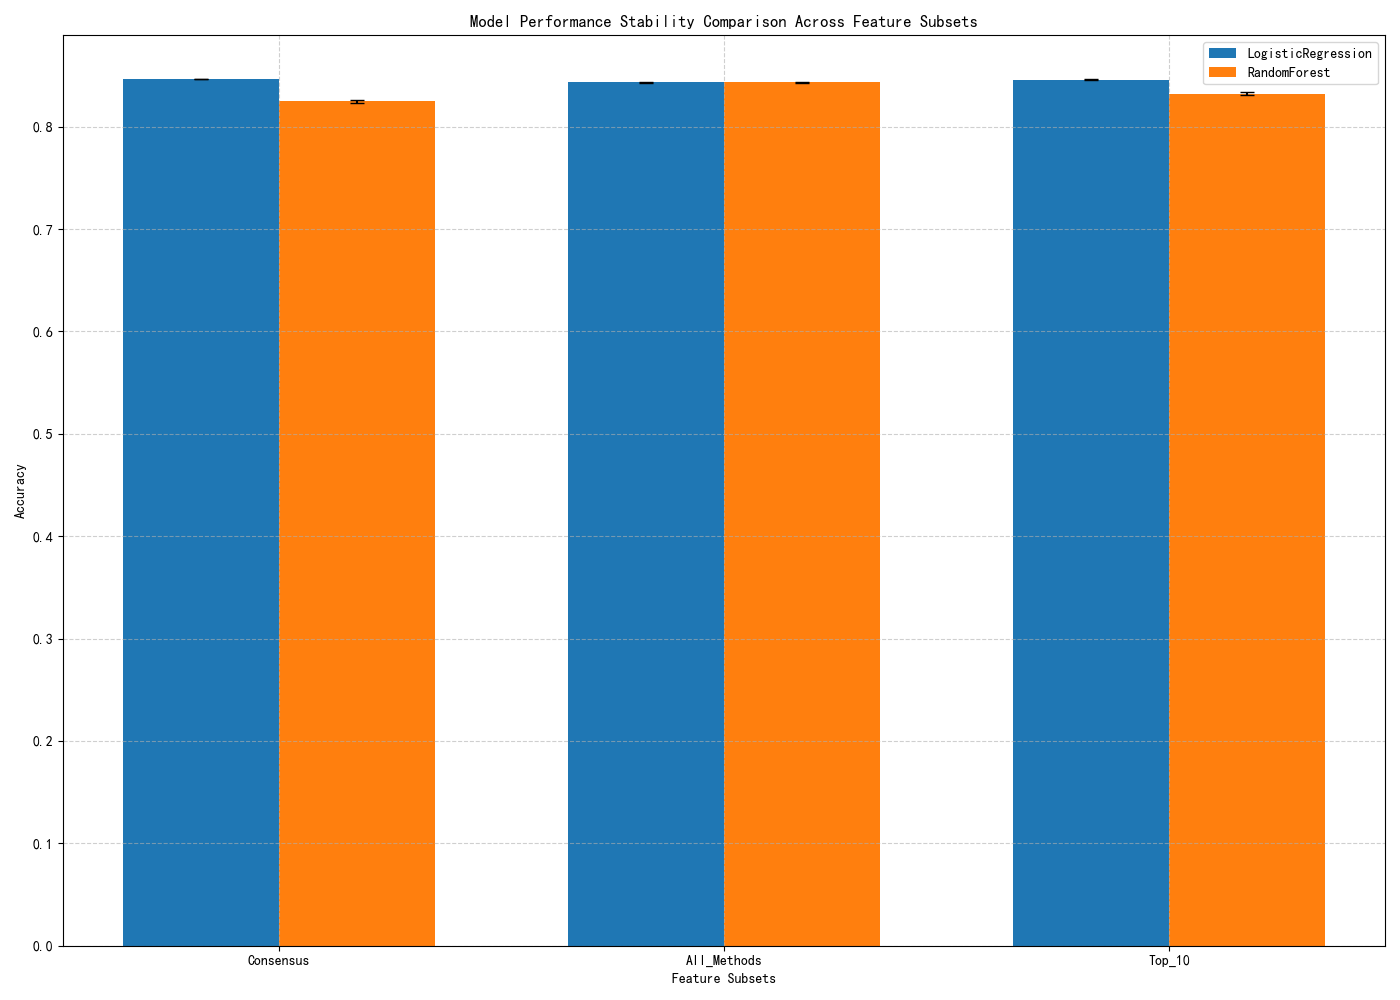 Model Performance Stability Comparison Across Feature Subsets
LogisticRegression
RandomForest
0.8
0.7
0.6
0.5
0.4
0.3
0.2
0.1
0.0
Accuracy
Consensus
All_Methods
Top_10
Feature Subsets